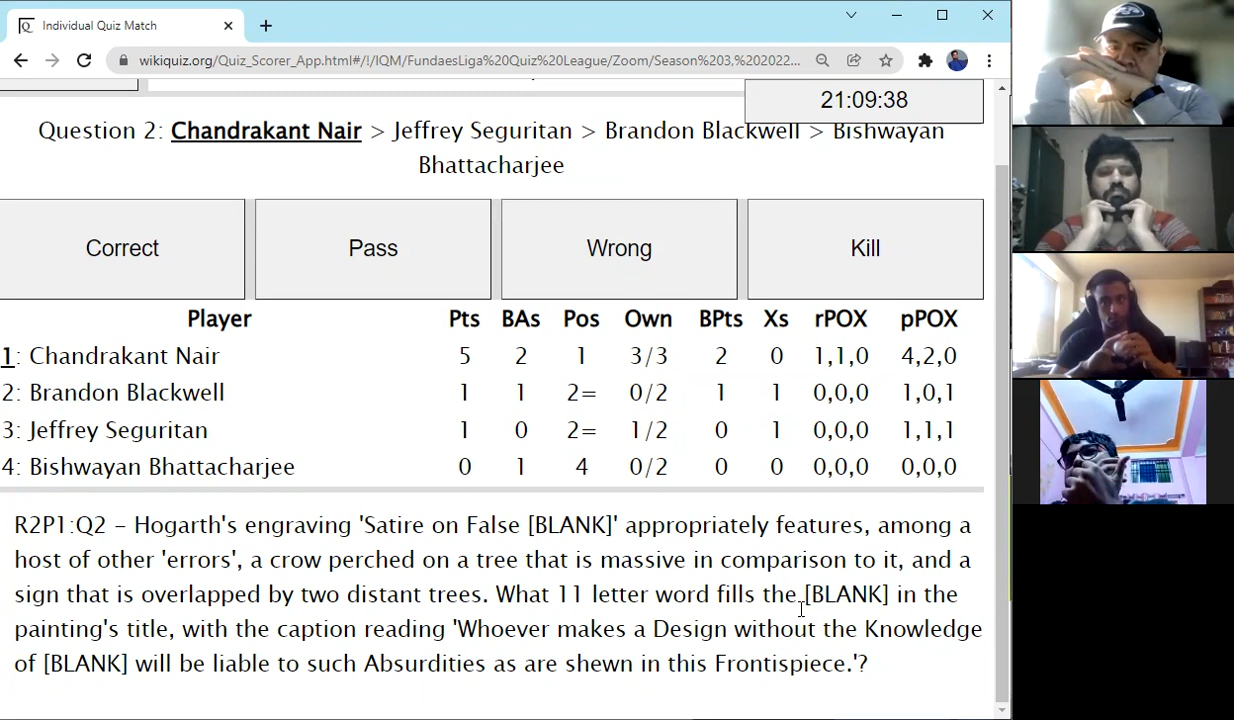 Individual Quiz Match
wikiquiz.org/Quiz_Scorer_App.html#/!/IQM/FundaesLiga%20Quiz%20League/Zoom/Season%203,%202022...
21:09:38
Question 2: Chandrakant Nair > Jeffrey Seguritan > Brandon Blackwell > Bishwayan
Bhattacharjee
Correct Pass Wrong Kill
Player Pts BAs Pos Own BPts Xs rPOX pPOX
1: Chandrakant Nair 5 2 1 3/3 2 0 1,1,0 4,2,0
2: Brandon Blackwell 1 1 2= 0/2 1 1 0,0,0 1,0,1
3: Jeffrey Seguritan 1 0 2= 1/2 0 1 0,0,0 1,1,1
4: Bishwayan Bhattacharjee 0 1 4 0/2 0 0 0,0,0 0,0,0
R2P1:Q2 - Hogarth's engraving 'Satire on False [BLANK]' appropriately features, among a
host of other 'errors', a crow perched on a tree that is massive in comparison to it, and a
sign that is overlapped by two distant trees. What 11 letter word fills the [BLANK] in the
painting's title, with the caption reading 'Whoever makes a Design without the Knowledge
of [BLANK] will be liable to such Absurdities as are shewn in this Frontispiece.'?